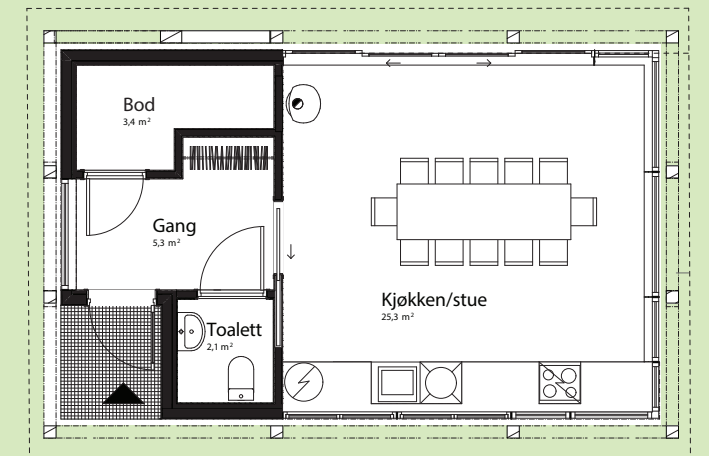 Bod
3,4 m²
Gang
5,3 m²
Kjøkken/stue
25,3 m²
Toalett
2,1 m²